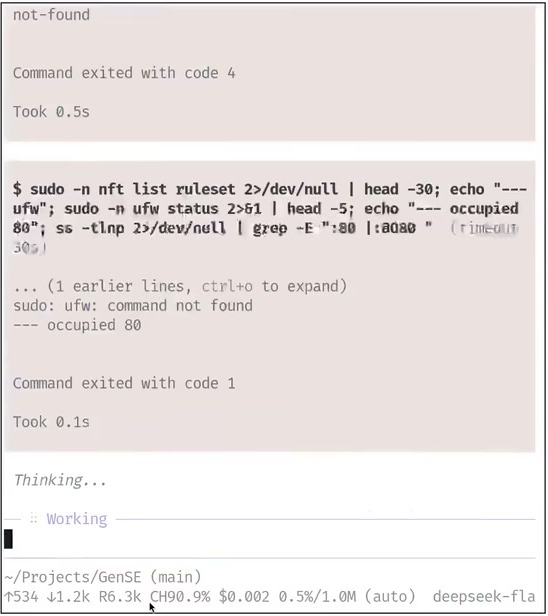 not-found
Command exited with code 4
Took 0.5s
$ sudo -n nft list ruleset 2>/dev/null | head -30; echo "---
ufw"; sudo -n ufw status 2>&1 | head -5; echo "--- occupied
80"; ss -tlnp 2>/dev/null | grep -E ":80 |: " (timeout
30s)
... (1 earlier lines, ctrl+o to expand)
sudo: ufw: command not found
--- occupied 80
Command exited with code 1
Took 0.1s
Thinking...
Working
~/Projects/GenSE (main)
↑534 ↓1.2k R6.3k CH90.9% $0.002 0.5%/1.0M (auto) deepseek-fla